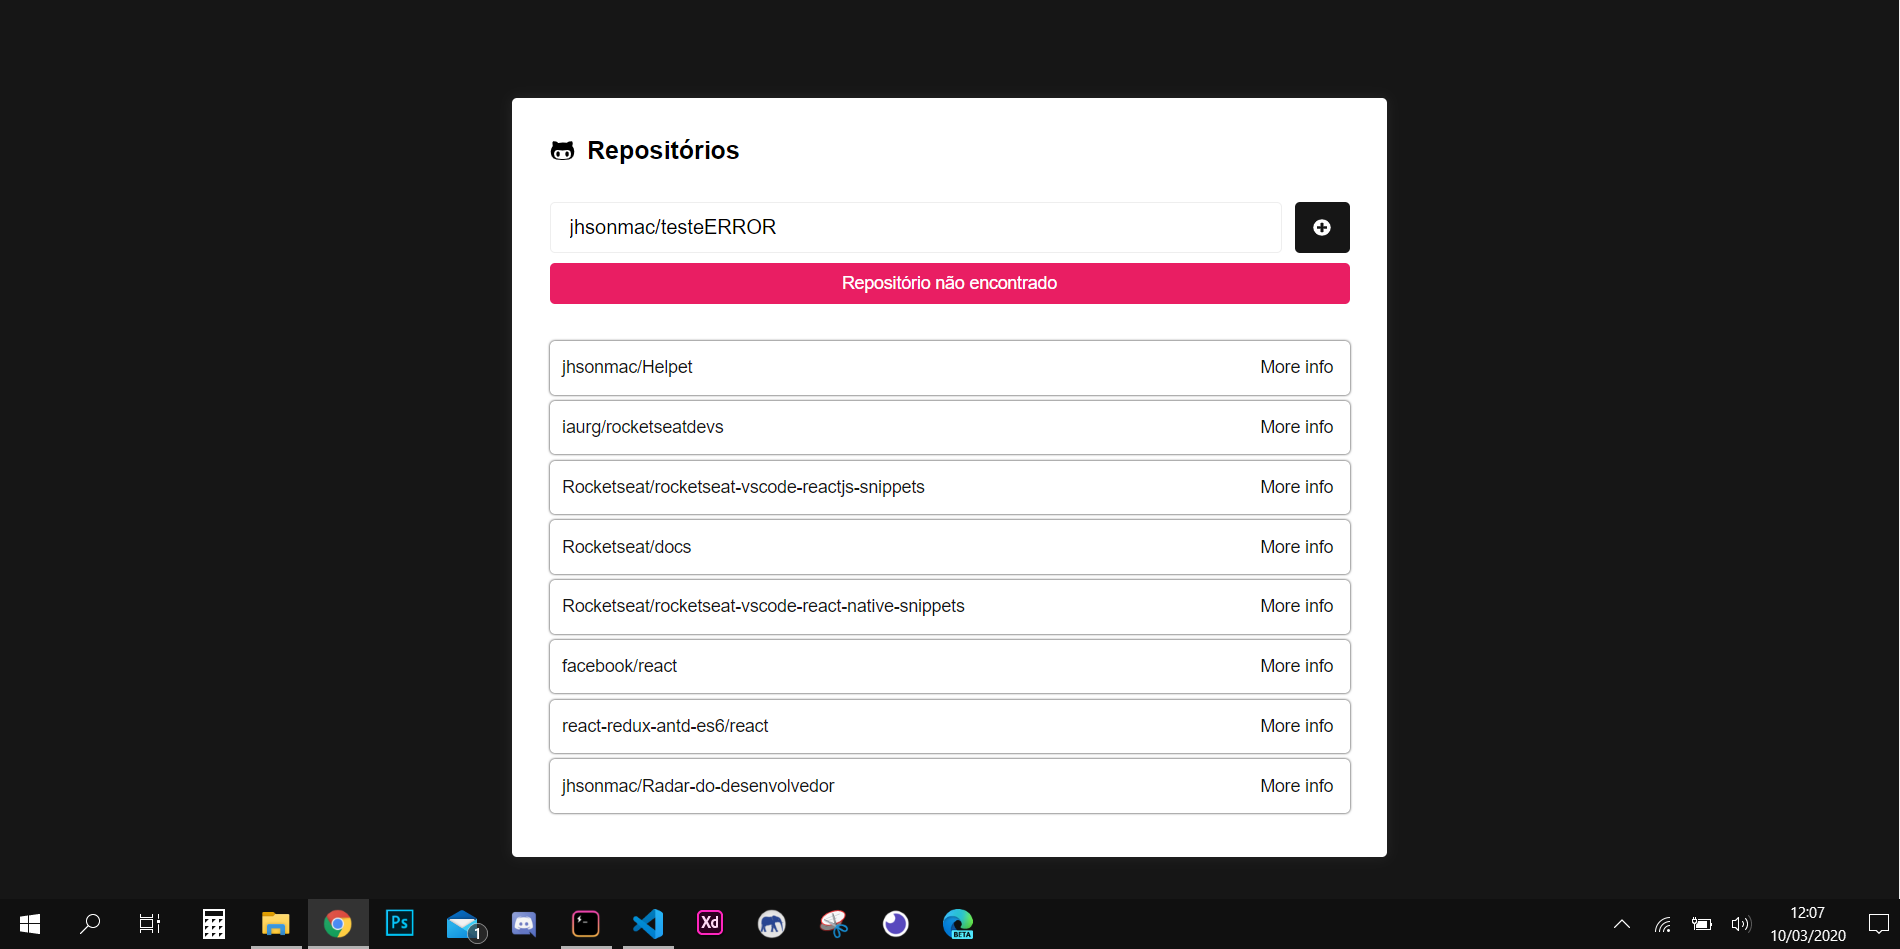 Repositórios
jhsonmac/testeERROR
Repositório não encontrado
jhsonmac/Helpet More info
iaurg/rocketseatdevs More info
Rocketseat/rocketseat-vscode-reactjs-snippets More info
Rocketseat/docs More info
Rocketseat/rocketseat-vscode-react-native-snippets More info
facebook/react More info
react-redux-antd-es6/react More info
jhsonmac/Radar-do-desenvolvedor More info
Ps
1
Xd
BETA
12:07
10/03/2020